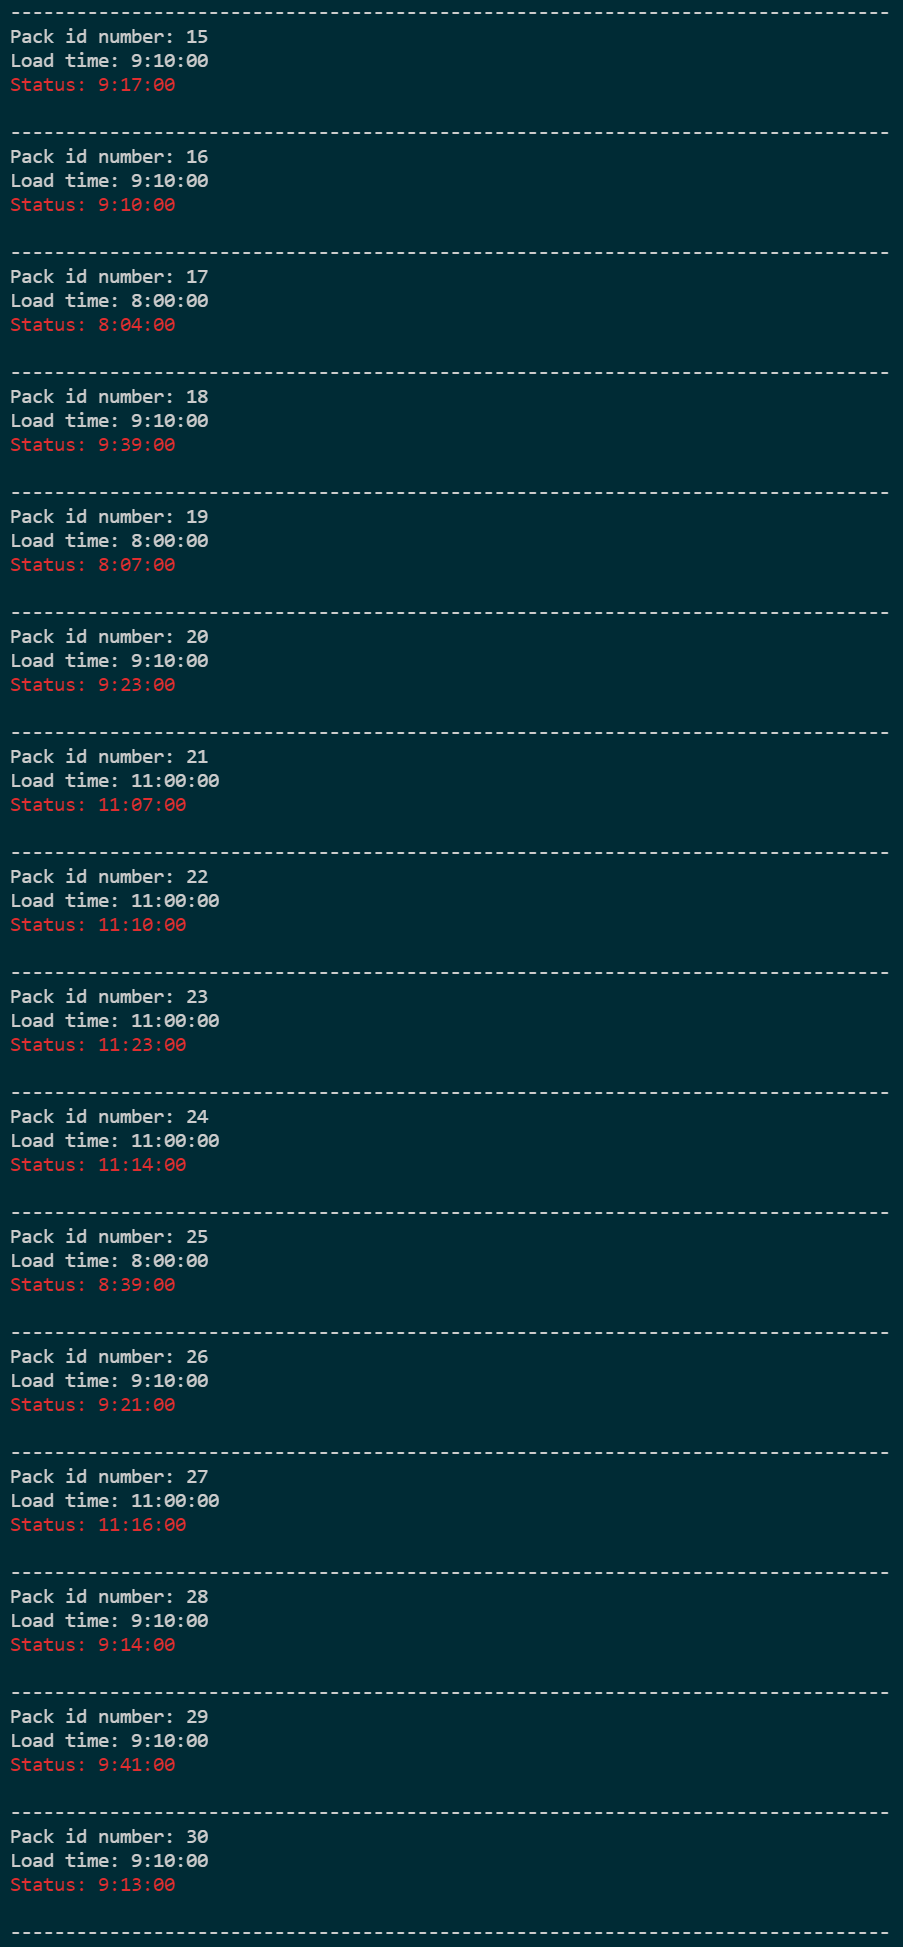 --------------------------------------------------------------------------------
Pack id number: 15
Load time: 9:10:00
Status: 9:17:00
--------------------------------------------------------------------------------
Pack id number: 16
Load time: 9:10:00
Status: 9:10:00
--------------------------------------------------------------------------------
Pack id number: 17
Load time: 8:00:00
Status: 8:04:00
--------------------------------------------------------------------------------
Pack id number: 18
Load time: 9:10:00
Status: 9:39:00
--------------------------------------------------------------------------------
Pack id number: 19
Load time: 8:00:00
Status: 8:07:00
--------------------------------------------------------------------------------
Pack id number: 20
Load time: 9:10:00
Status: 9:23:00
--------------------------------------------------------------------------------
Pack id number: 21
Load time: 11:00:00
Status: 11:07:00
--------------------------------------------------------------------------------
Pack id number: 22
Load time: 11:00:00
Status: 11:10:00
--------------------------------------------------------------------------------
Pack id number: 23
Load time: 11:00:00
Status: 11:23:00
--------------------------------------------------------------------------------
Pack id number: 24
Load time: 11:00:00
Status: 11:14:00
--------------------------------------------------------------------------------
Pack id number: 25
Load time: 8:00:00
Status: 8:39:00
--------------------------------------------------------------------------------
Pack id number: 26
Load time: 9:10:00
Status: 9:21:00
--------------------------------------------------------------------------------
Pack id number: 27
Load time: 11:00:00
Status: 11:16:00
--------------------------------------------------------------------------------
Pack id number: 28
Load time: 9:10:00
Status: 9:14:00
--------------------------------------------------------------------------------
Pack id number: 29
Load time: 9:10:00
Status: 9:41:00
--------------------------------------------------------------------------------
Pack id number: 30
Load time: 9:10:00
Status: 9:13:00
--------------------------------------------------------------------------------